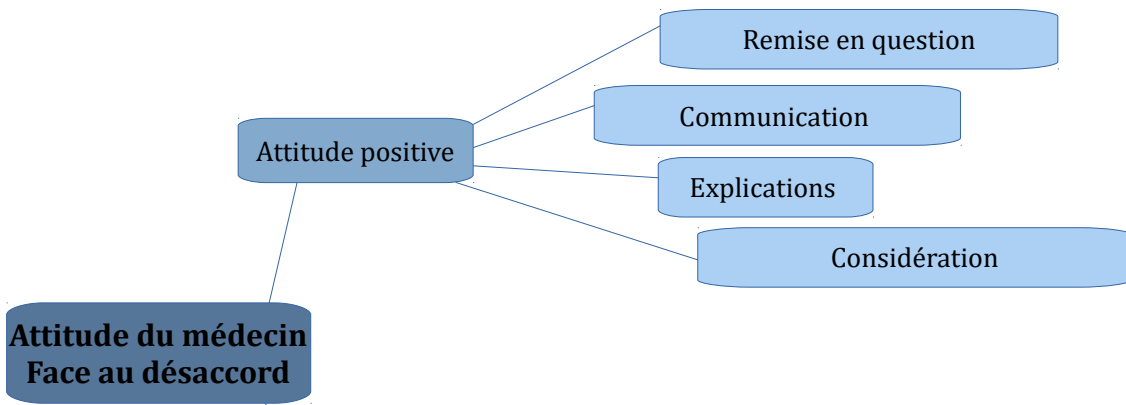 Remise en question
Communication
Attitude positive
Explications
Considération
Attitude du médecin
Face au désaccord